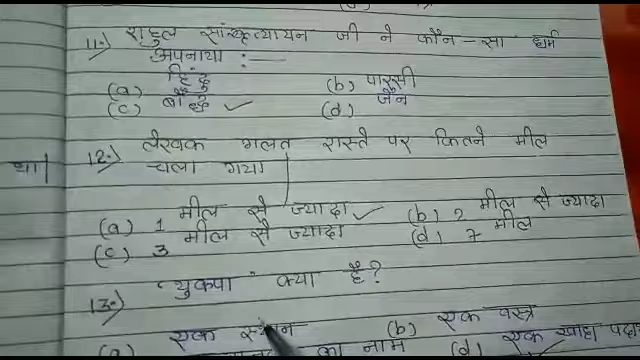 11.) राहुल सांस्कृत्यायन जी ने कौन-सा धर्म
अपनाया :—
(a) हिंदु (b) पारसी
(c) बौद्ध ✓ (d) जैन
12.) लेखक गलत रास्ते पर कितने मील
चला गया
था।
(a) 1 मील से ज्यादा ✓ (b) 2 मील से ज्यादा
(c) 3 मील से ज्यादा (d) 7 मील
13.) 'थुकपा' क्या है?
(a) एक स्थान (b) एक वस्त्र
का नाम (d) एक खाद्य